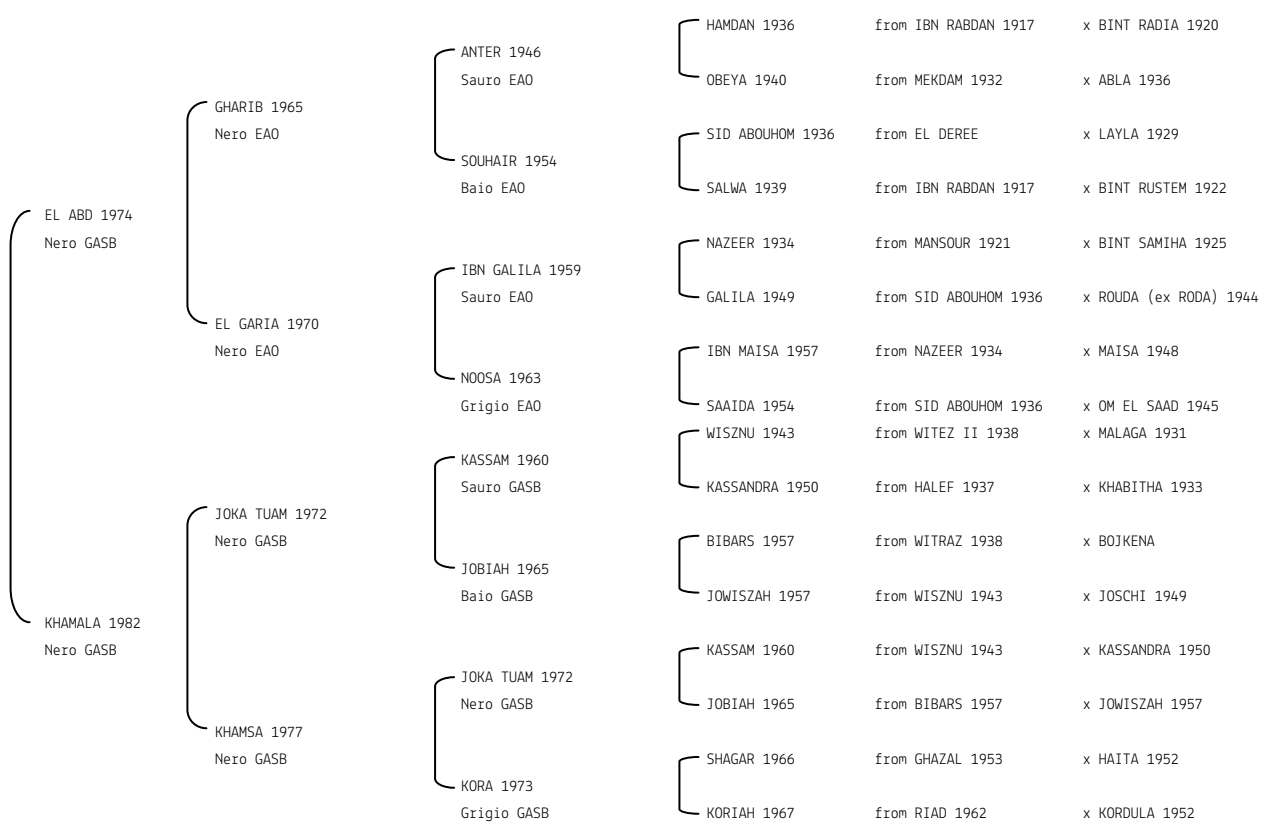 HAMDAN 1936 from IBN RABDAN 1917 x BINT RADIA 1920
ANTER 1946
Sauro EAO
OBEYA 1940 from MEKDAM 1932 x ABLA 1936
GHARIB 1965
Nero EAO
SID ABOUHOM 1936 from EL DEREE x LAYLA 1929
SOUHAIR 1954
Baio EAO
SALWA 1939 from IBN RABDAN 1917 x BINT RUSTEM 1922
EL ABD 1974
Nero GASB
NAZEER 1934 from MANSOUR 1921 x BINT SAMIHA 1925
IBN GALILA 1959
Sauro EAO
GALILA 1949 from SID ABOUHOM 1936 x ROUDA (ex RODA) 1944
EL GARIA 1970
Nero EAO
IBN MAISA 1957 from NAZEER 1934 x MAISA 1948
NOOSA 1963
Grigio EAO
SAAIDA 1954 from SID ABOUHOM 1936 x OM EL SAAD 1945
WISZNU 1943 from WITEZ II 1938 x MALAGA 1931
KASSAM 1960
Sauro GASB
KASSANDRA 1950 from HALEF 1937 x KHABITHA 1933
JOKA TUAM 1972
Nero GASB
BIBARS 1957 from WITRAZ 1938 x BOJKENA
JOBIAH 1965
Baio GASB
JOWISZAH 1957 from WISZNU 1943 x JOSCHI 1949
KHAMALA 1982
Nero GASB
KASSAM 1960 from WISZNU 1943 x KASSANDRA 1950
JOKA TUAM 1972
Nero GASB
JOBIAH 1965 from BIBARS 1957 x JOWISZAH 1957
KHAMSA 1977
Nero GASB
SHAGAR 1966 from GHAZAL 1953 x HAITA 1952
KORA 1973
Grigio GASB
KORIAH 1967 from RIAD 1962 x KORDULA 1952